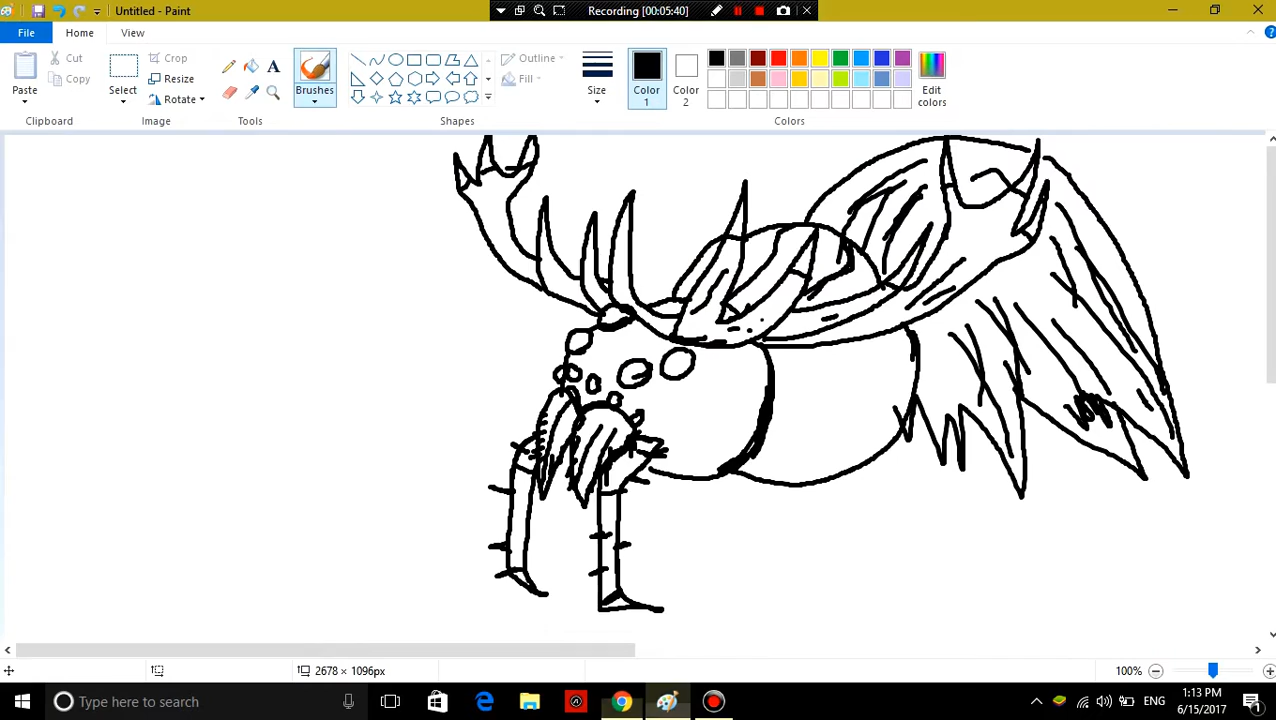 Untitled - Paint
Recording [00:05:40]
File
Home
View
Paste
Cut
Copy
Clipboard
Select
Crop
Resize
Rotate
Image
A
Tools
Brushes
Shapes
Outline
Fill
Size
Color
1
Color
2
Colors
Edit
colors
2678 × 1096px
100%
Type here to search
ENG
1:13 PM
6/15/2017